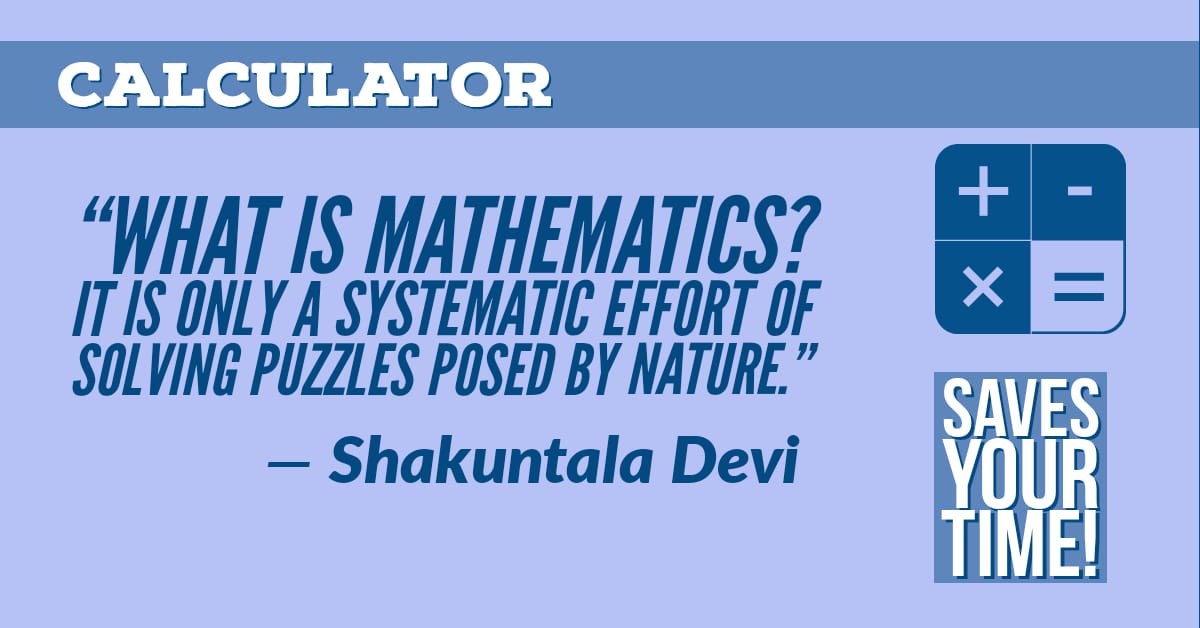 CALCULATOR
“WHAT IS MATHEMATICS?
IT IS ONLY A SYSTEMATIC EFFORT OF
SOLVING PUZZLES POSED BY NATURE.”
— Shakuntala Devi
+ -
× =
SAVES
YOUR
TIME!